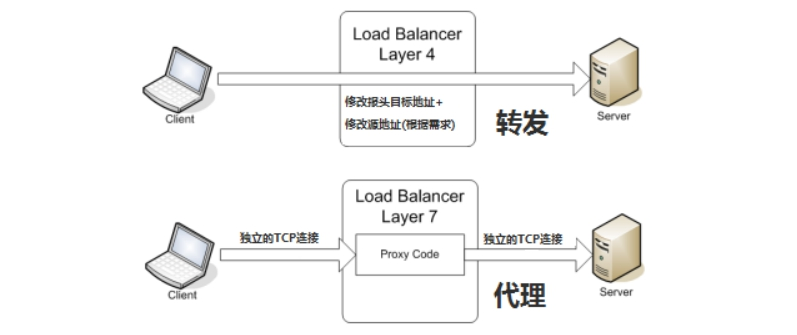 Load Balancer
Layer 4
修改报头目标地址+
修改源地址(根据需求)
转发
Client
Server
Load Balancer
Layer 7
独立的TCP连接
Proxy Code
独立的TCP连接
代理
Client
Server